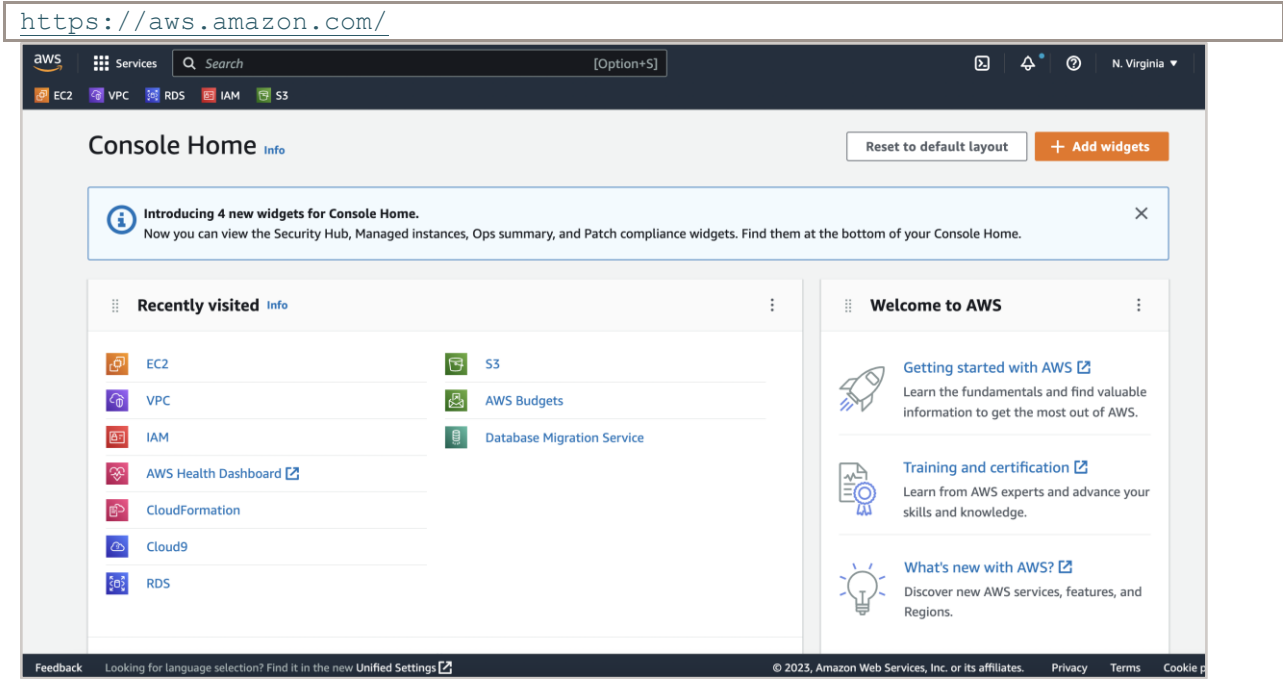 https://aws.amazon.com/
aws Services Search [Option+S] N. Virginia
EC2 VPC RDS IAM S3
Console Home Info
Reset to default layout
Add widgets
Introducing 4 new widgets for Console Home.
Now you can view the Security Hub, Managed instances, Ops summary, and Patch compliance widgets. Find them at the bottom of your Console Home.
Recently visited Info
EC2
VPC
IAM
AWS Health Dashboard
CloudFormation
Cloud9
RDS
S3
AWS Budgets
Database Migration Service
Welcome to AWS
Getting started with AWS
Learn the fundamentals and find valuable
information to get the most out of AWS.
Training and certification
Learn from AWS experts and advance your
skills and knowledge.
What's new with AWS?
Discover new AWS services, features, and
Regions.
Feedback Looking for language selection? Find it in the new Unified Settings © 2023, Amazon Web Services, Inc. or its affiliates. Privacy Terms Cookie p